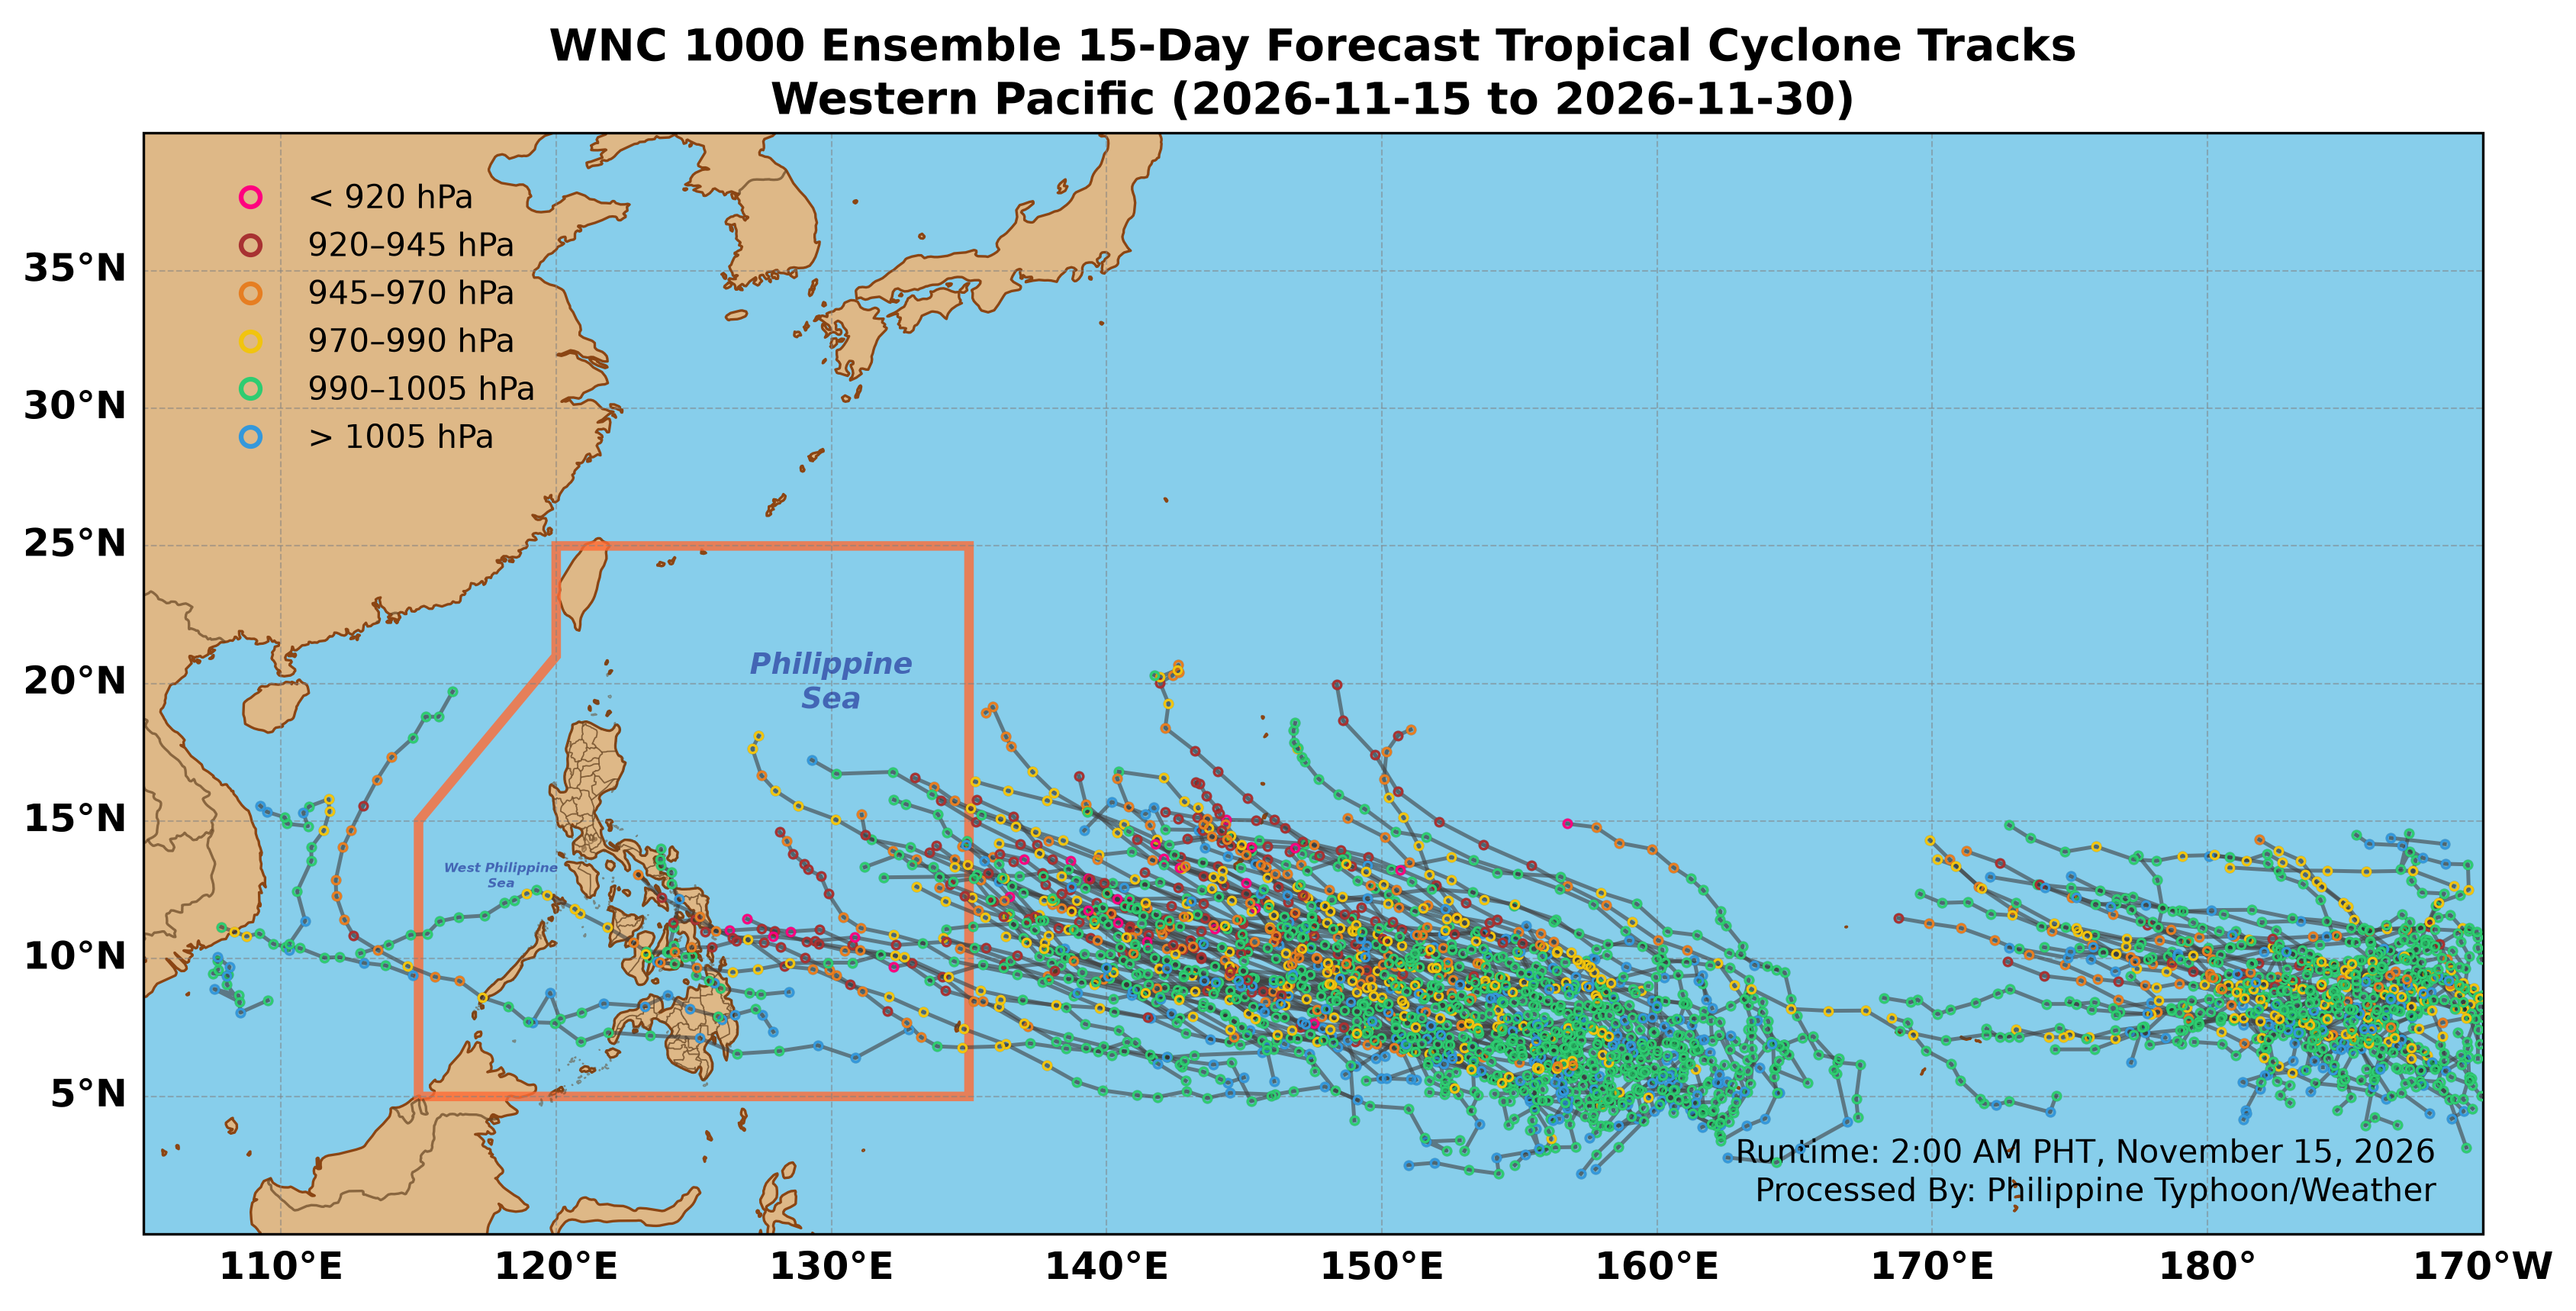 WNC 1000 Ensemble 15-Day Forecast Tropical Cyclone Tracks
Western Pacific (2026-11-15 to 2026-11-30)
< 920 hPa
920–945 hPa
945–970 hPa
970–990 hPa
990–1005 hPa
> 1005 hPa
35°N
30°N
25°N
20°N
15°N
10°N
5°N
Philippine
Sea
West Philippine
Sea
Runtime: 2:00 AM PHT, November 15, 2026
Processed By: Philippine Typhoon/Weather
110°E
120°E
130°E
140°E
150°E
160°E
170°E
180°
170°W